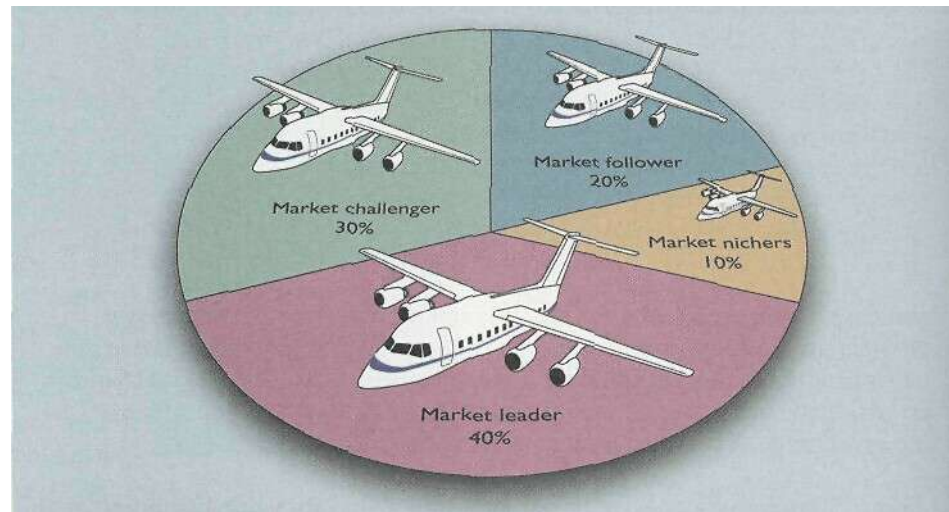 Market follower
20%
Market challenger
30%
Market nichers
10%
Market leader
40%